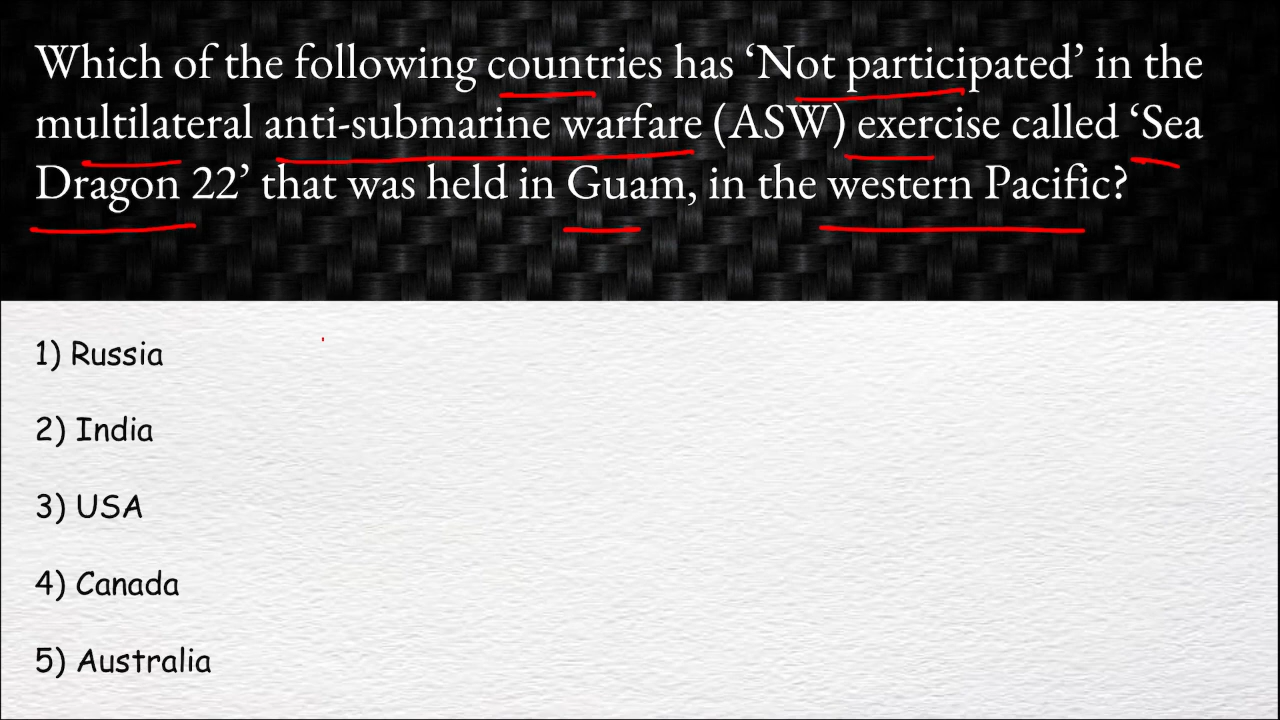 Which of the following countries has ‘Not participated’ in the
multilateral anti-submarine warfare (ASW) exercise called ‘Sea
Dragon 22’ that was held in Guam, in the western Pacific?
1) Russia
2) India
3) USA
4) Canada
5) Australia